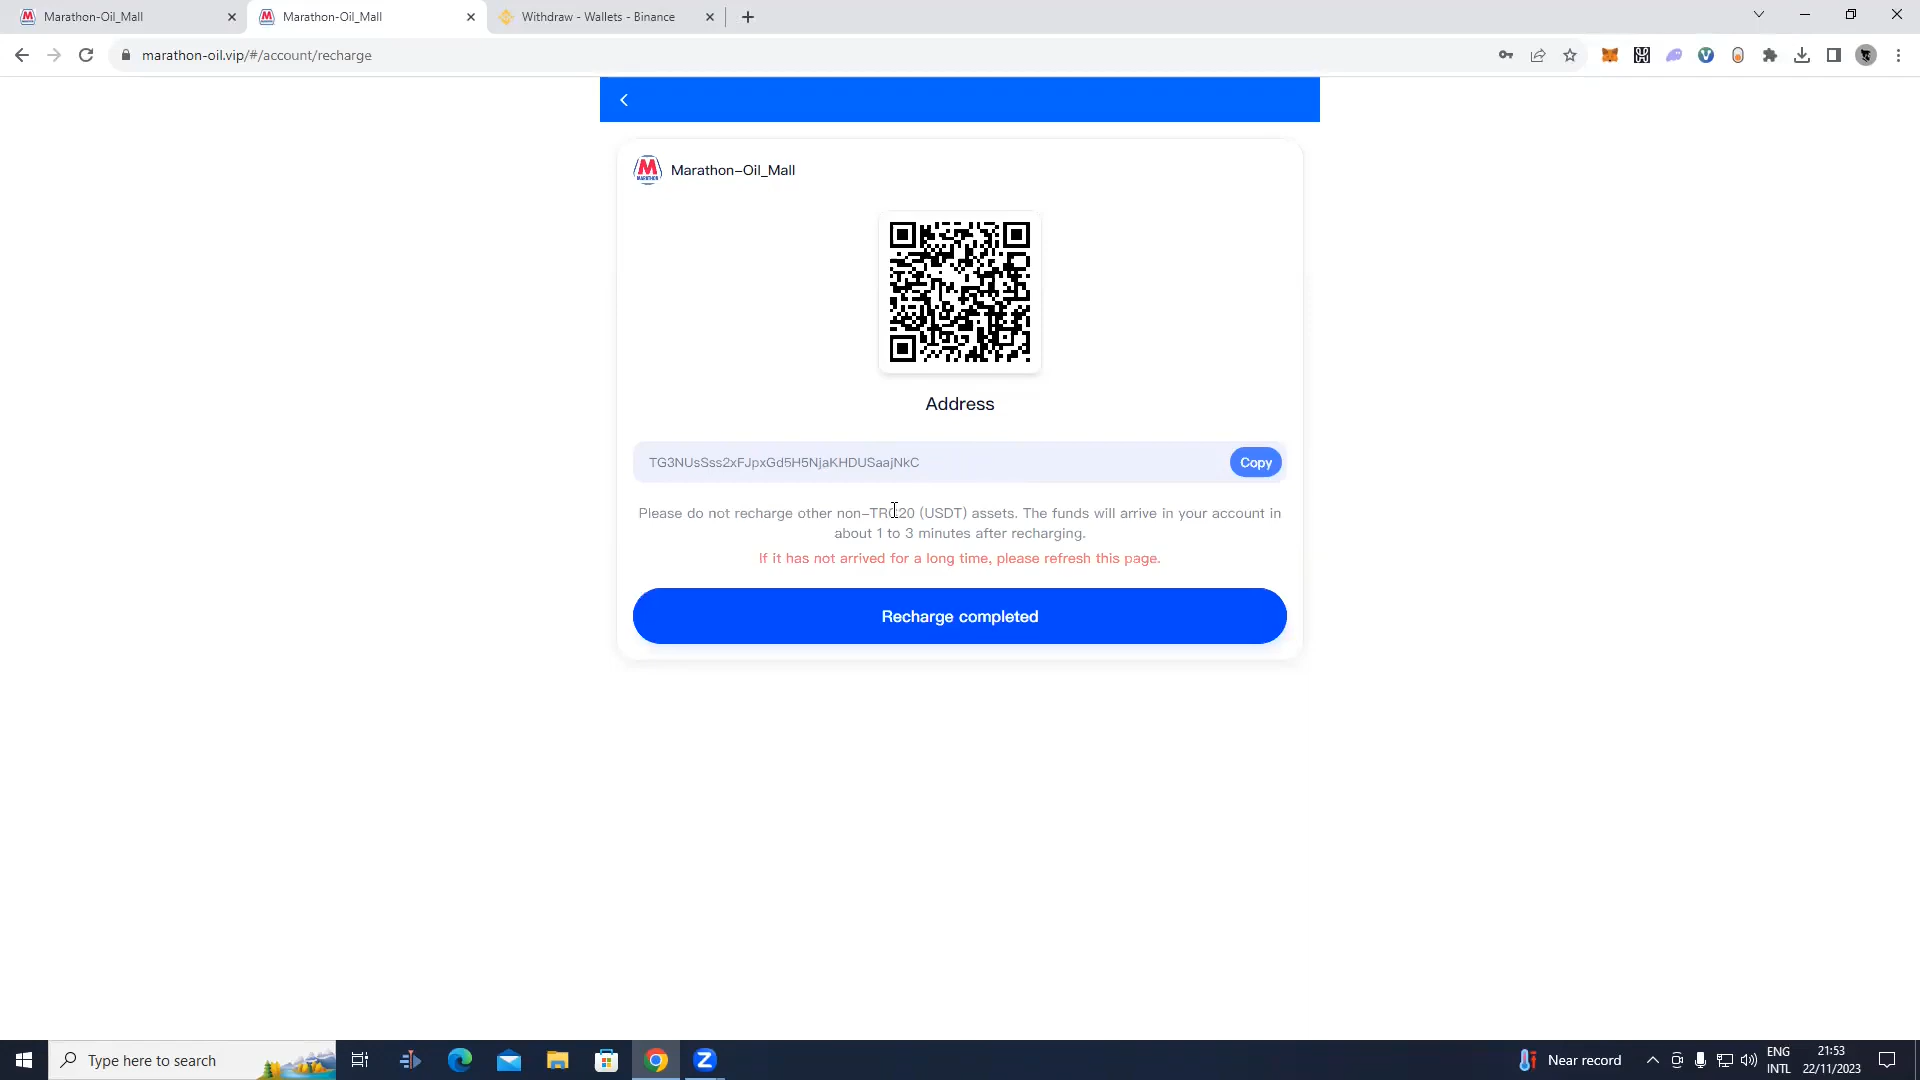 Marathon-Oil_Mall
Marathon-Oil_Mall
Withdraw - Wallets - Binance
marathon-oil.vip/#/account/recharge
MARATHON
Marathon-Oil_Mall
Address
TG3NUsSss2xFJpxGd5H5NjaKHDUSaajNkC
Copy
Please do not recharge other non-TRC20 (USDT) assets. The funds will arrive in your account in
about 1 to 3 minutes after recharging.
If it has not arrived for a long time, please refresh this page.
Recharge completed
Type here to search
Near record
ENG
INTL
21:53
22/11/2023